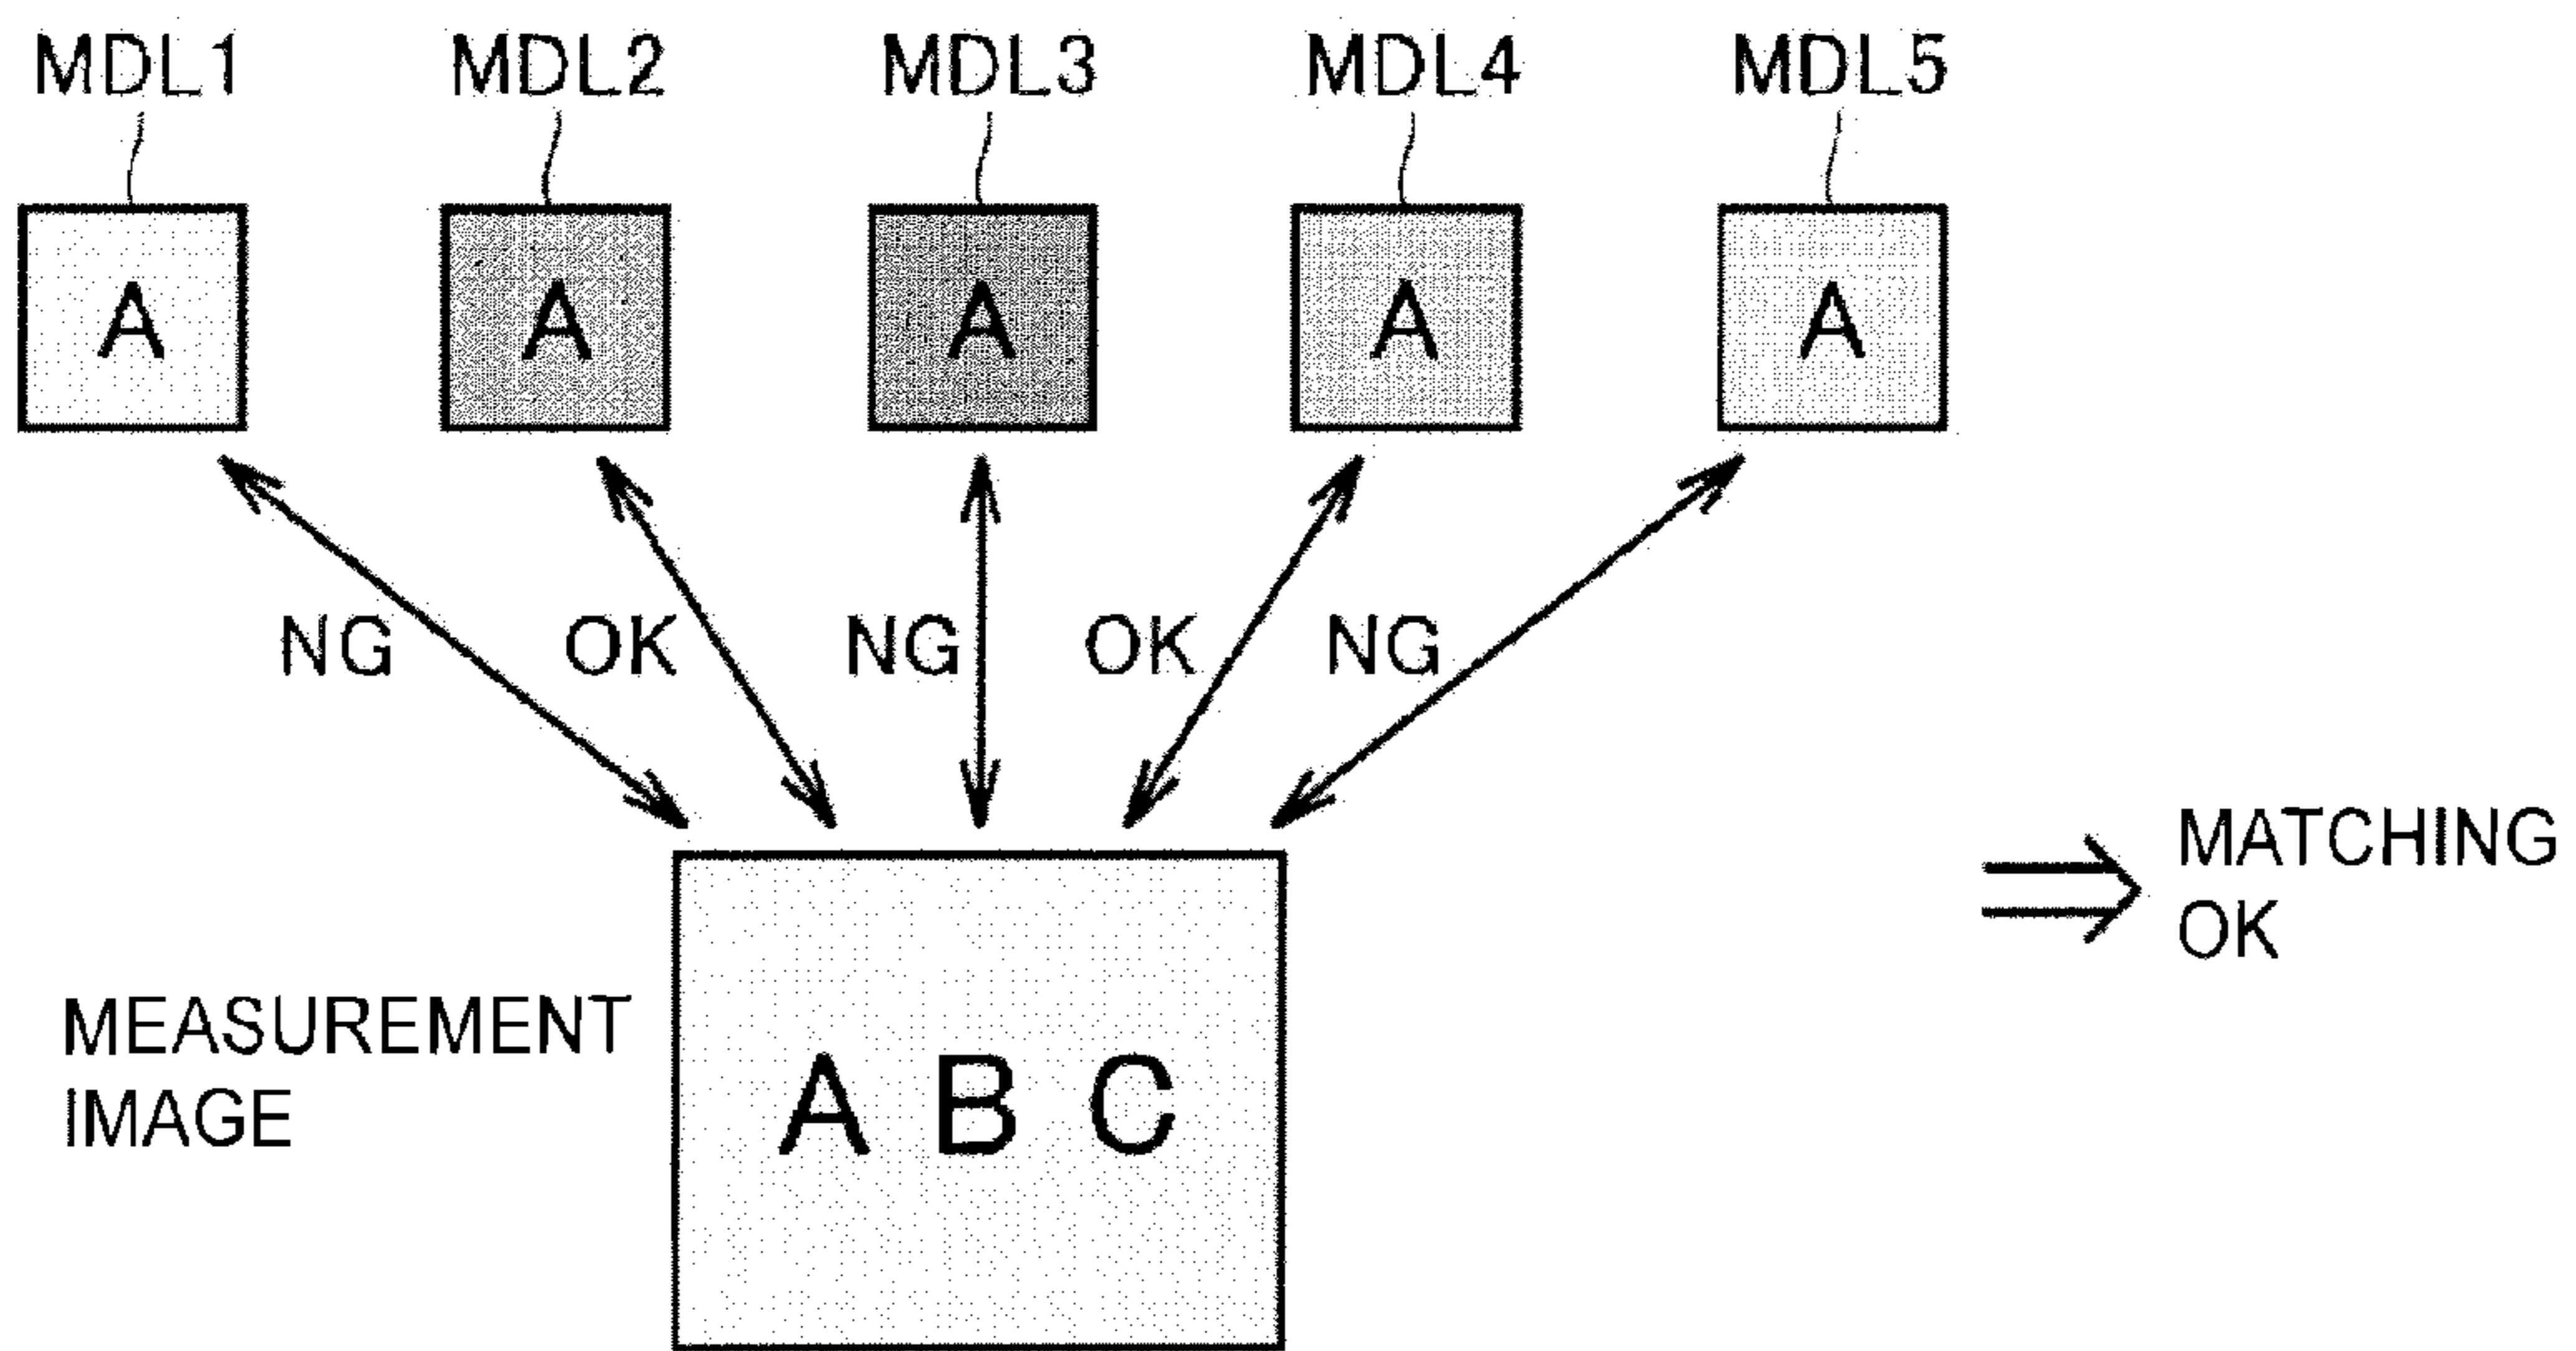 MDL1 MDL2 MDL3 MDL4 MDL5
A A A A A
NG OK NG OK NG
MATCHING
OK
MEASUREMENT
IMAGE
A B C